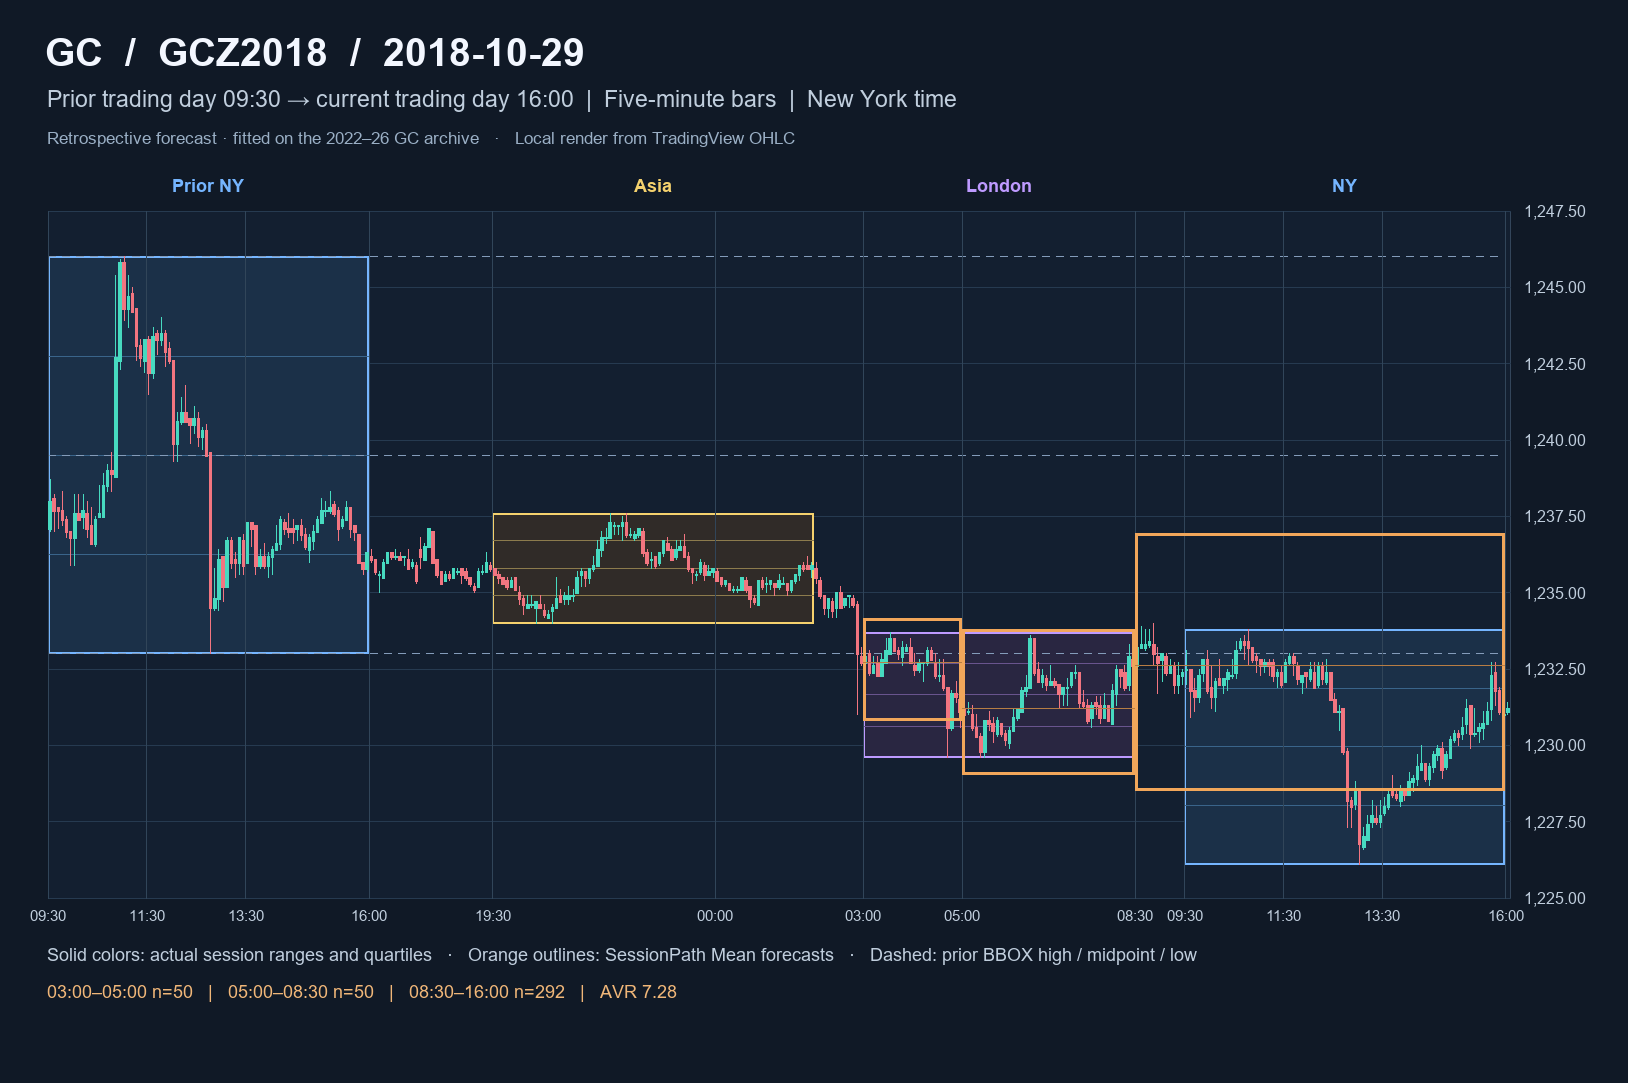 GC / GCZ2018 / 2018-10-29
Prior trading day 09:30 → current trading day 16:00 | Five-minute bars | New York time
Retrospective forecast · fitted on the 2022–26 GC archive · Local render from TradingView OHLC
Prior NY Asia London NY
1,247.50
1,245.00
1,242.50
1,240.00
1,237.50
1,235.00
1,232.50
1,230.00
1,227.50
1,225.00
09:30 11:30 13:30 16:00 19:30 00:00 03:00 05:00 08:30 09:30 11:30 13:30 16:00
Solid colors: actual session ranges and quartiles · Orange outlines: SessionPath Mean forecasts · Dashed: prior BBOX high / midpoint / low
03:00–05:00 n=50 | 05:00–08:30 n=50 | 08:30–16:00 n=292 | AVR 7.28